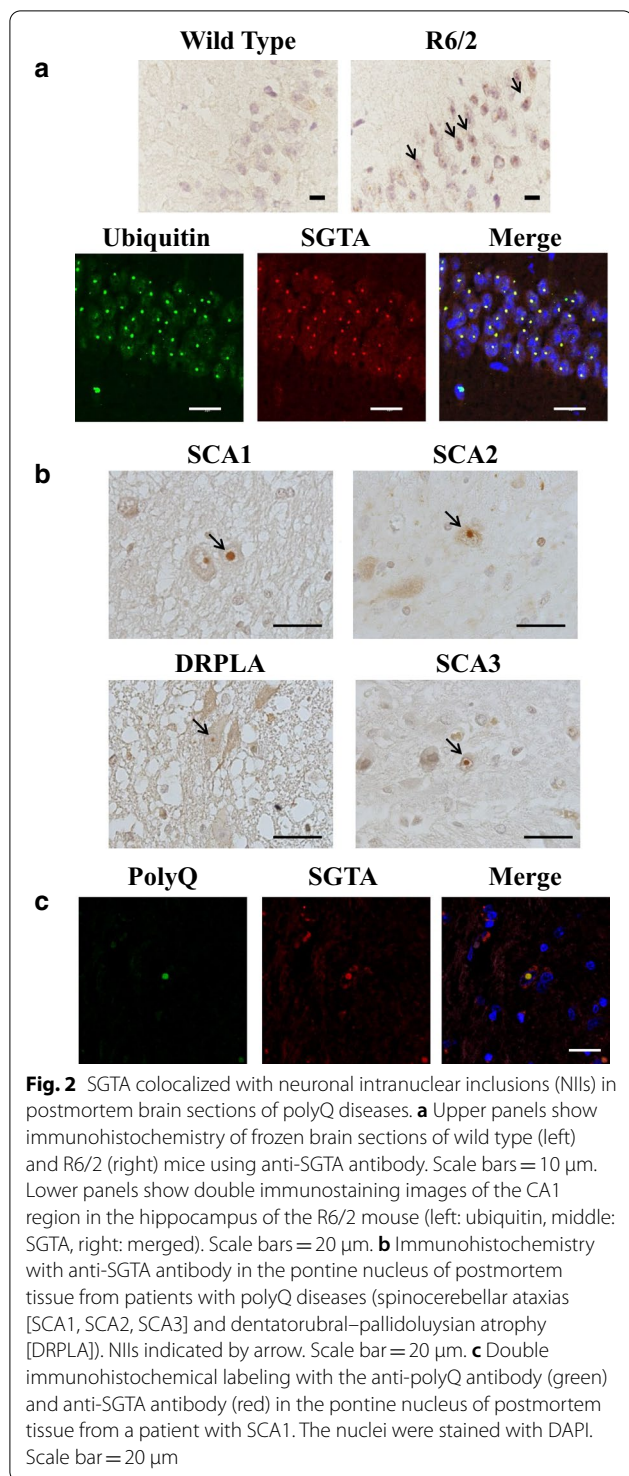 Wild Type R6/2
a
Ubiquitin SGTA Merge
b
SCA1 SCA2
DRPLA SCA3
PolyQ SGTA Merge
c
Fig. 2 SGTA colocalized with neuronal intranuclear inclusions (NIIs) in
postmortem brain sections of polyQ diseases. a Upper panels show
immunohistochemistry of frozen brain sections of wild type (left)
and R6/2 (right) mice using anti-SGTA antibody. Scale bars = 10 µm.
Lower panels show double immunostaining images of the CA1
region in the hippocampus of the R6/2 mouse (left: ubiquitin, middle:
SGTA, right: merged). Scale bars = 20 µm. b Immunohistochemistry
with anti-SGTA antibody in the pontine nucleus of postmortem
tissue from patients with polyQ diseases (spinocerebellar ataxias
[SCA1, SCA2, SCA3] and dentatorubral–pallidoluysian atrophy
[DRPLA]). NIIs indicated by arrow. Scale bar = 20 µm. c Double
immunohistochemical labeling with the anti-polyQ antibody (green)
and anti-SGTA antibody (red) in the pontine nucleus of postmortem
tissue from a patient with SCA1. The nuclei were stained with DAPI.
Scale bar = 20 µm